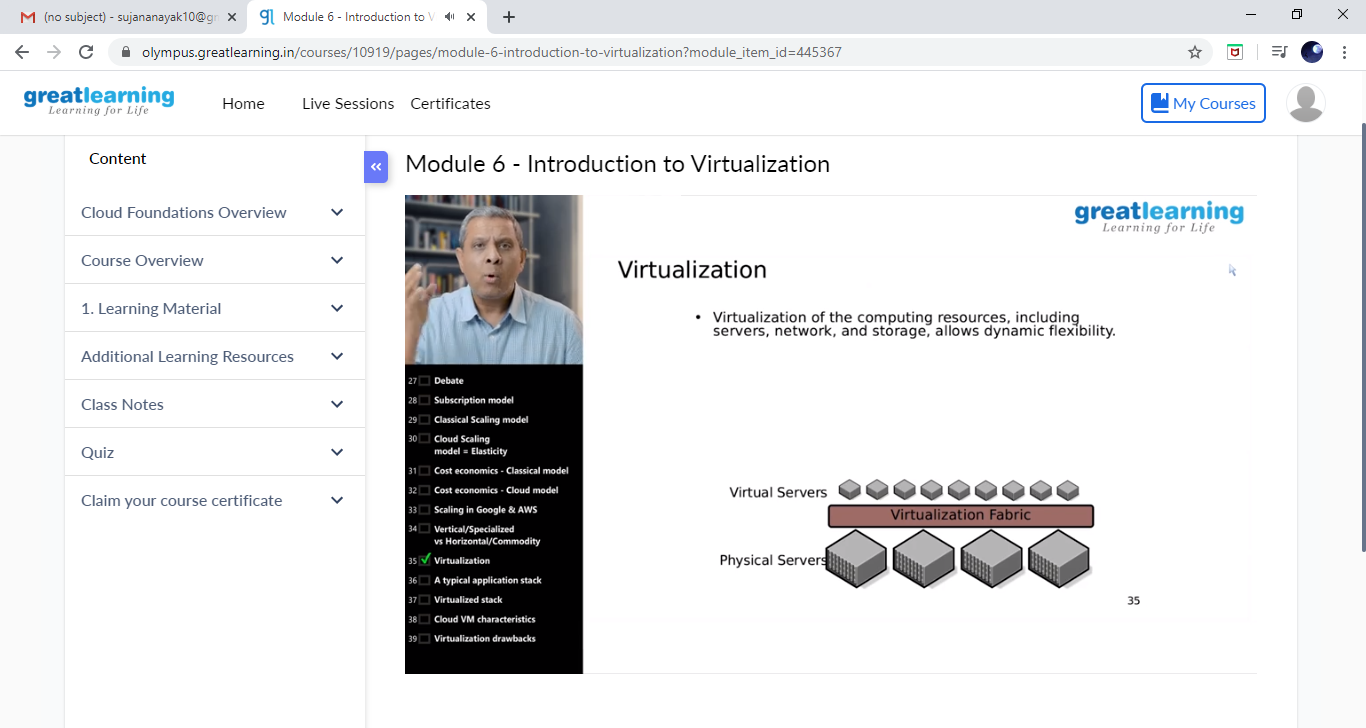 (no subject) - sujananayak10@gr
Module 6 - Introduction to V
olympus.greatlearning.in/courses/10919/pages/module-6-introduction-to-virtualization?module_item_id=445367
greatlearning
Learning for Life
Home
Live Sessions
Certificates
My Courses
Content
Cloud Foundations Overview
Course Overview
1. Learning Material
Additional Learning Resources
Class Notes
Quiz
Claim your course certificate
Module 6 - Introduction to Virtualization
27 Debate
28 Subscription model
29 Classical Scaling model
30 Cloud Scaling
model = Elasticity
31 Cost economics - Classical model
32 Cost economics - Cloud model
33 Scaling in Google & AWS
34 Vertical/Specialized
vs Horizontal/Commodity
35 Virtualization
36 A typical application stack
37 Virtualized stack
38 Cloud VM characteristics
39 Virtualization drawbacks
greatlearning
Learning for Life
Virtualization
• Virtualization of the computing resources, including
servers, network, and storage, allows dynamic flexibility.
Virtual Servers
Virtualization Fabric
Physical Servers
35